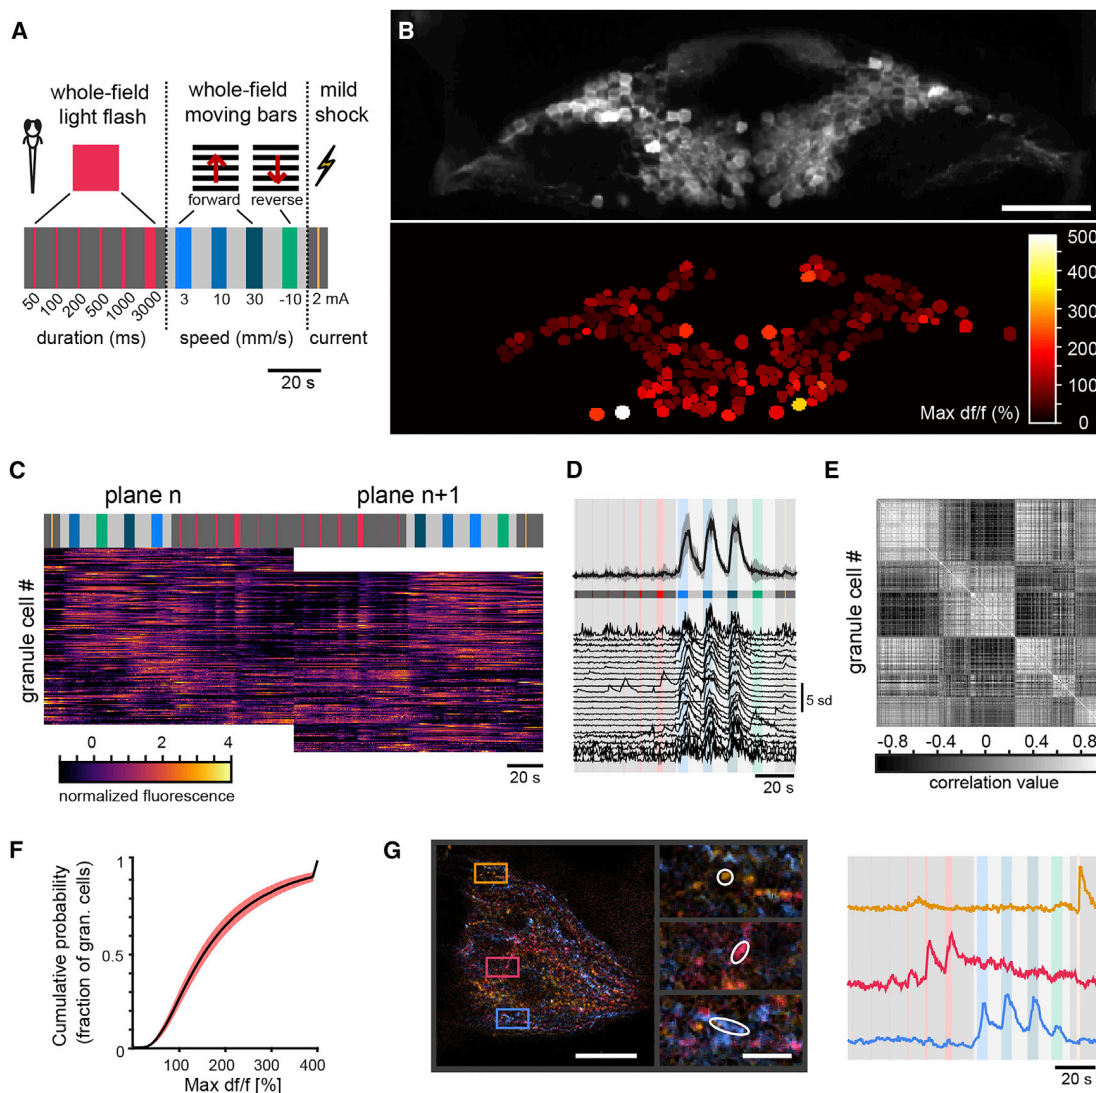 A
whole-field
light flash
whole-field
moving bars
mild
shock
forward
reverse
50
100
200
500
1000
3000
3
10
30
-10
2 mA
duration (ms)
speed (mm/s)
current
20 s
B
500
400
300
200
100
0
Max df/f (%)
C
plane n
plane n+1
granule cell #
0
2
4
normalized fluorescence
20 s
D
5 sd
20 s
E
granule cell #
-0.8
-0.4
0
0.4
0.8
correlation value
F
Cumulative probability
(fraction of gran. cells)
1
0.5
0
100
200
300
400
Max df/f [%]
G
20 s